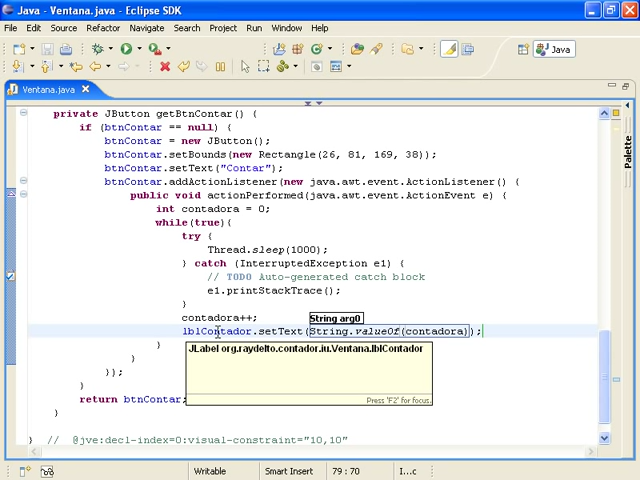 Java - Ventana.java - Eclipse SDK
File Edit Source Refactor Navigate Search Project Run Window Help
Java
Ventana.java
private JButton getBtnContar() {
if (btnContar == null) {
btnContar = new JButton();
btnContar.setBounds(new Rectangle(26, 81, 169, 38));
btnContar.setText("Contar");
btnContar.addActionListener(new java.awt.event.ActionListener() {
public void actionPerformed(java.awt.event.ActionEvent e) {
int contadora = 0;
while(true){
try {
Thread.sleep(1000);
} catch (InterruptedException e1) {
// TODO Auto-generated catch block
e1.printStackTrace();
}
contadora++;
String arg0
lblContador.setText(String.valueOf(contadora));
JLabel org.raydelto.contador.iu.Ventana.lblContador
Press 'F2' for focus.
}
}
});
}
return btnContar;
}
} // @jve:decl-index=0:visual-constraint="10,10"
Palette
Writable Smart Insert 79 : 70 I...c